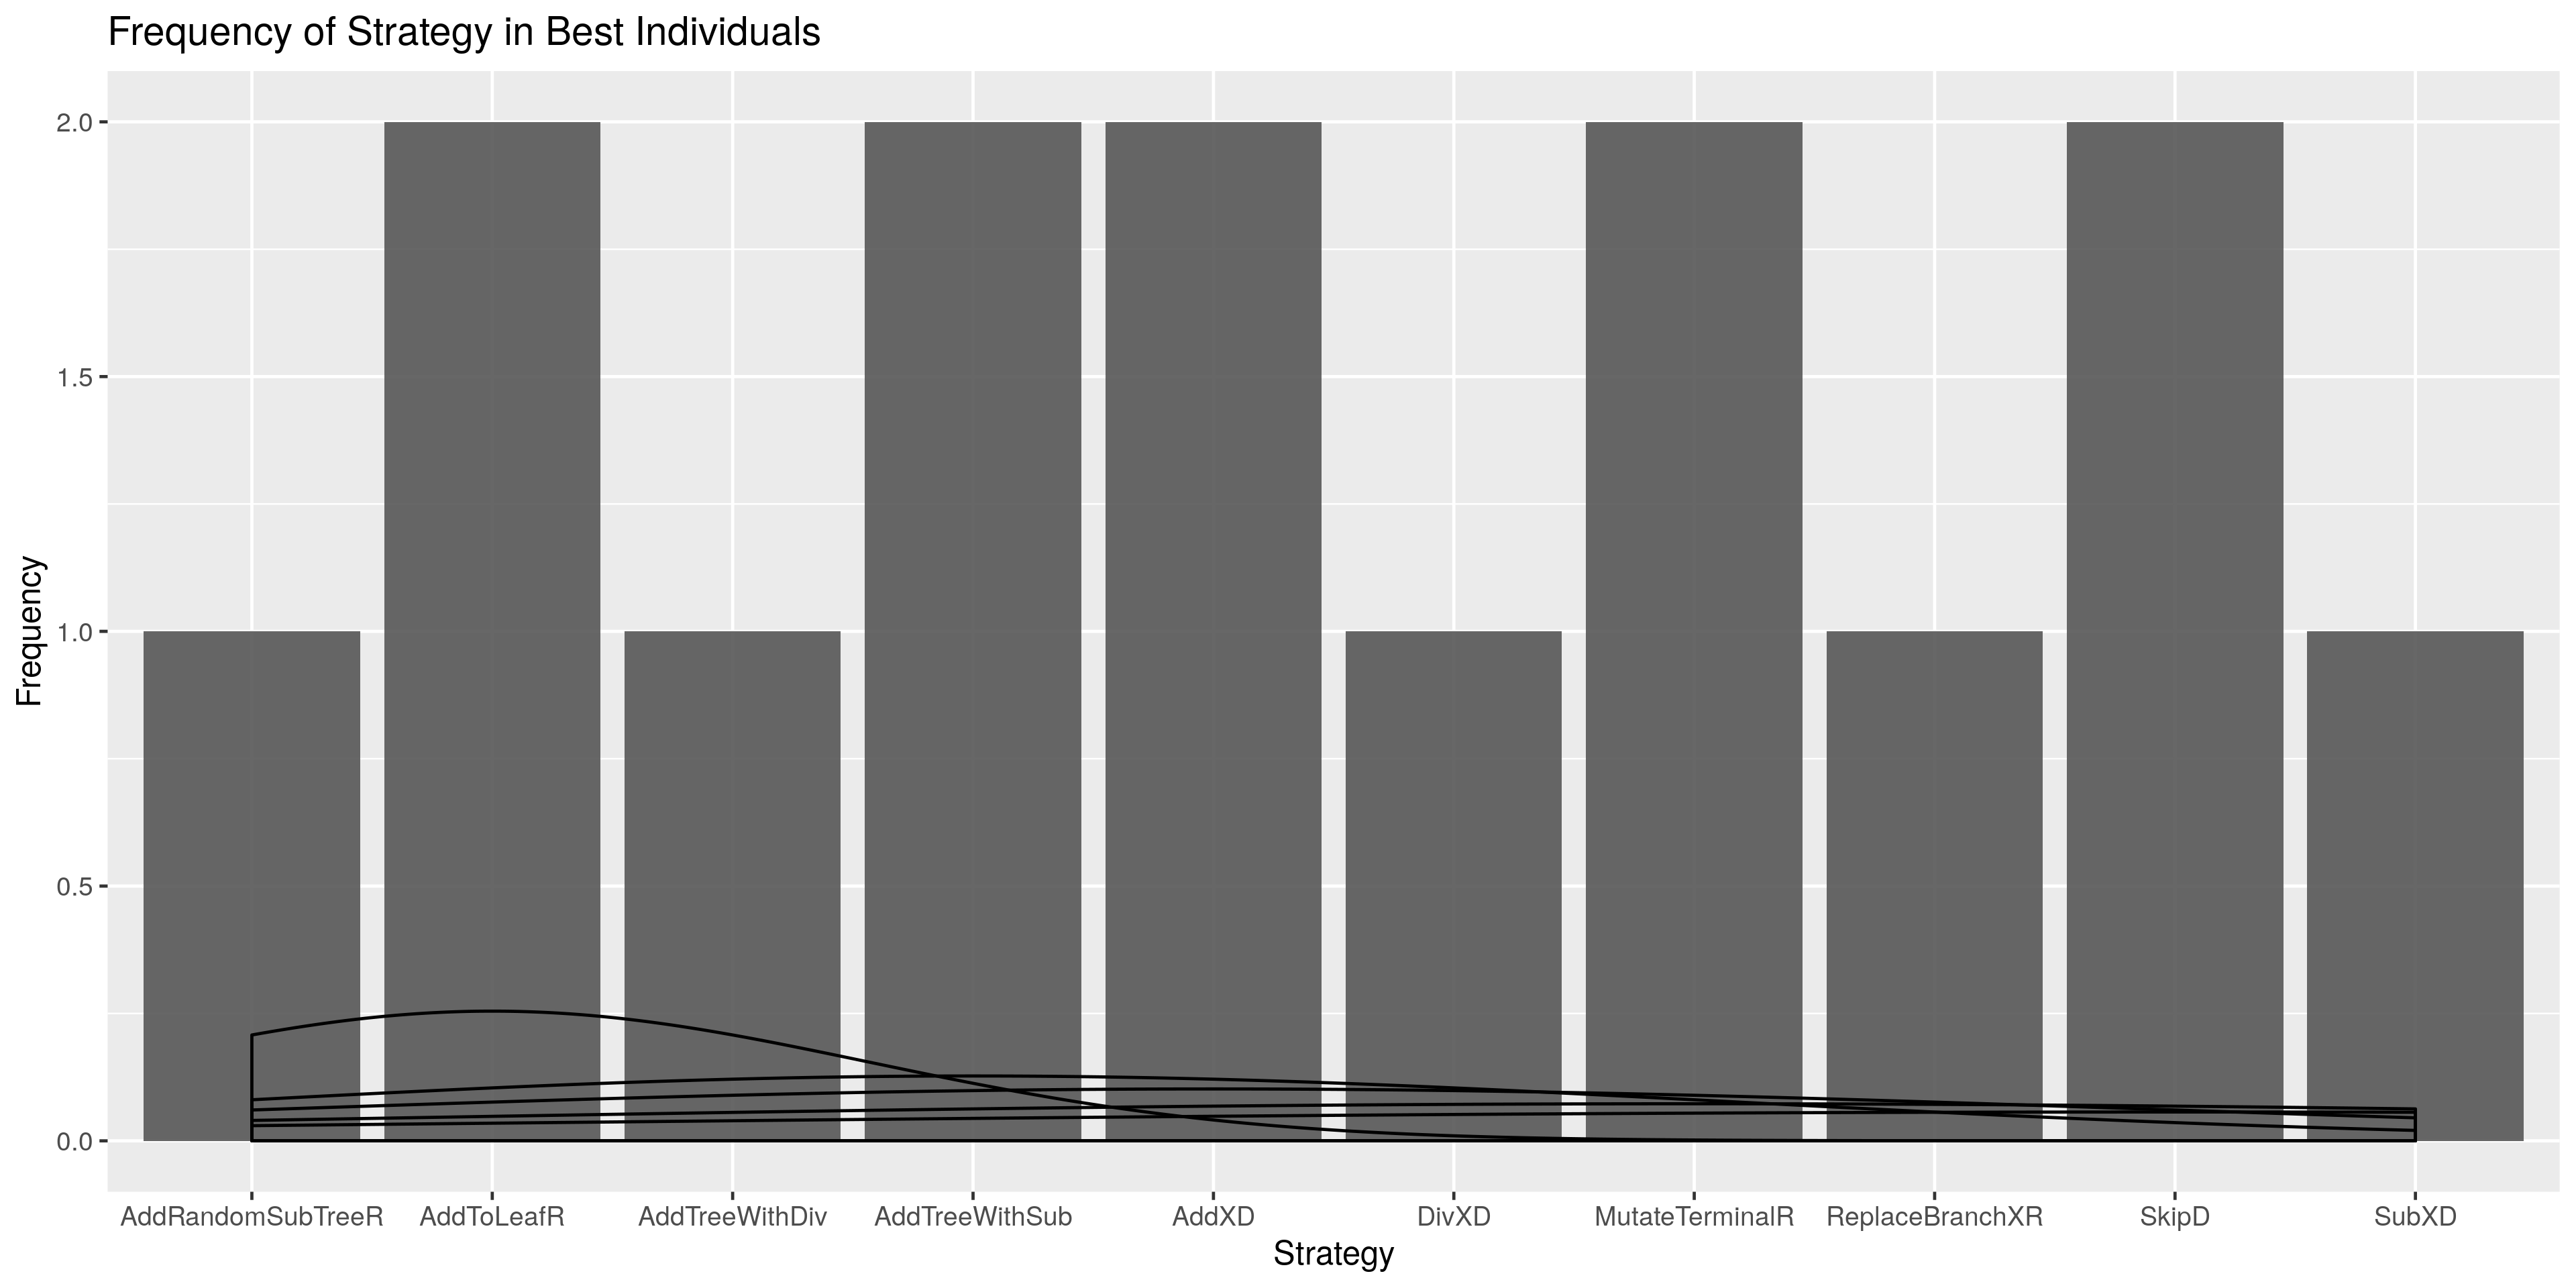 Frequency of Strategy in Best Individuals
Frequency
2.0
1.5
1.0
0.5
0.0
AddRandomSubTreeR AddToLeafR AddTreeWithDiv AddTreeWithSub AddXD DivXD MutateTerminalR ReplaceBranchXR SkipD SubXD
Strategy